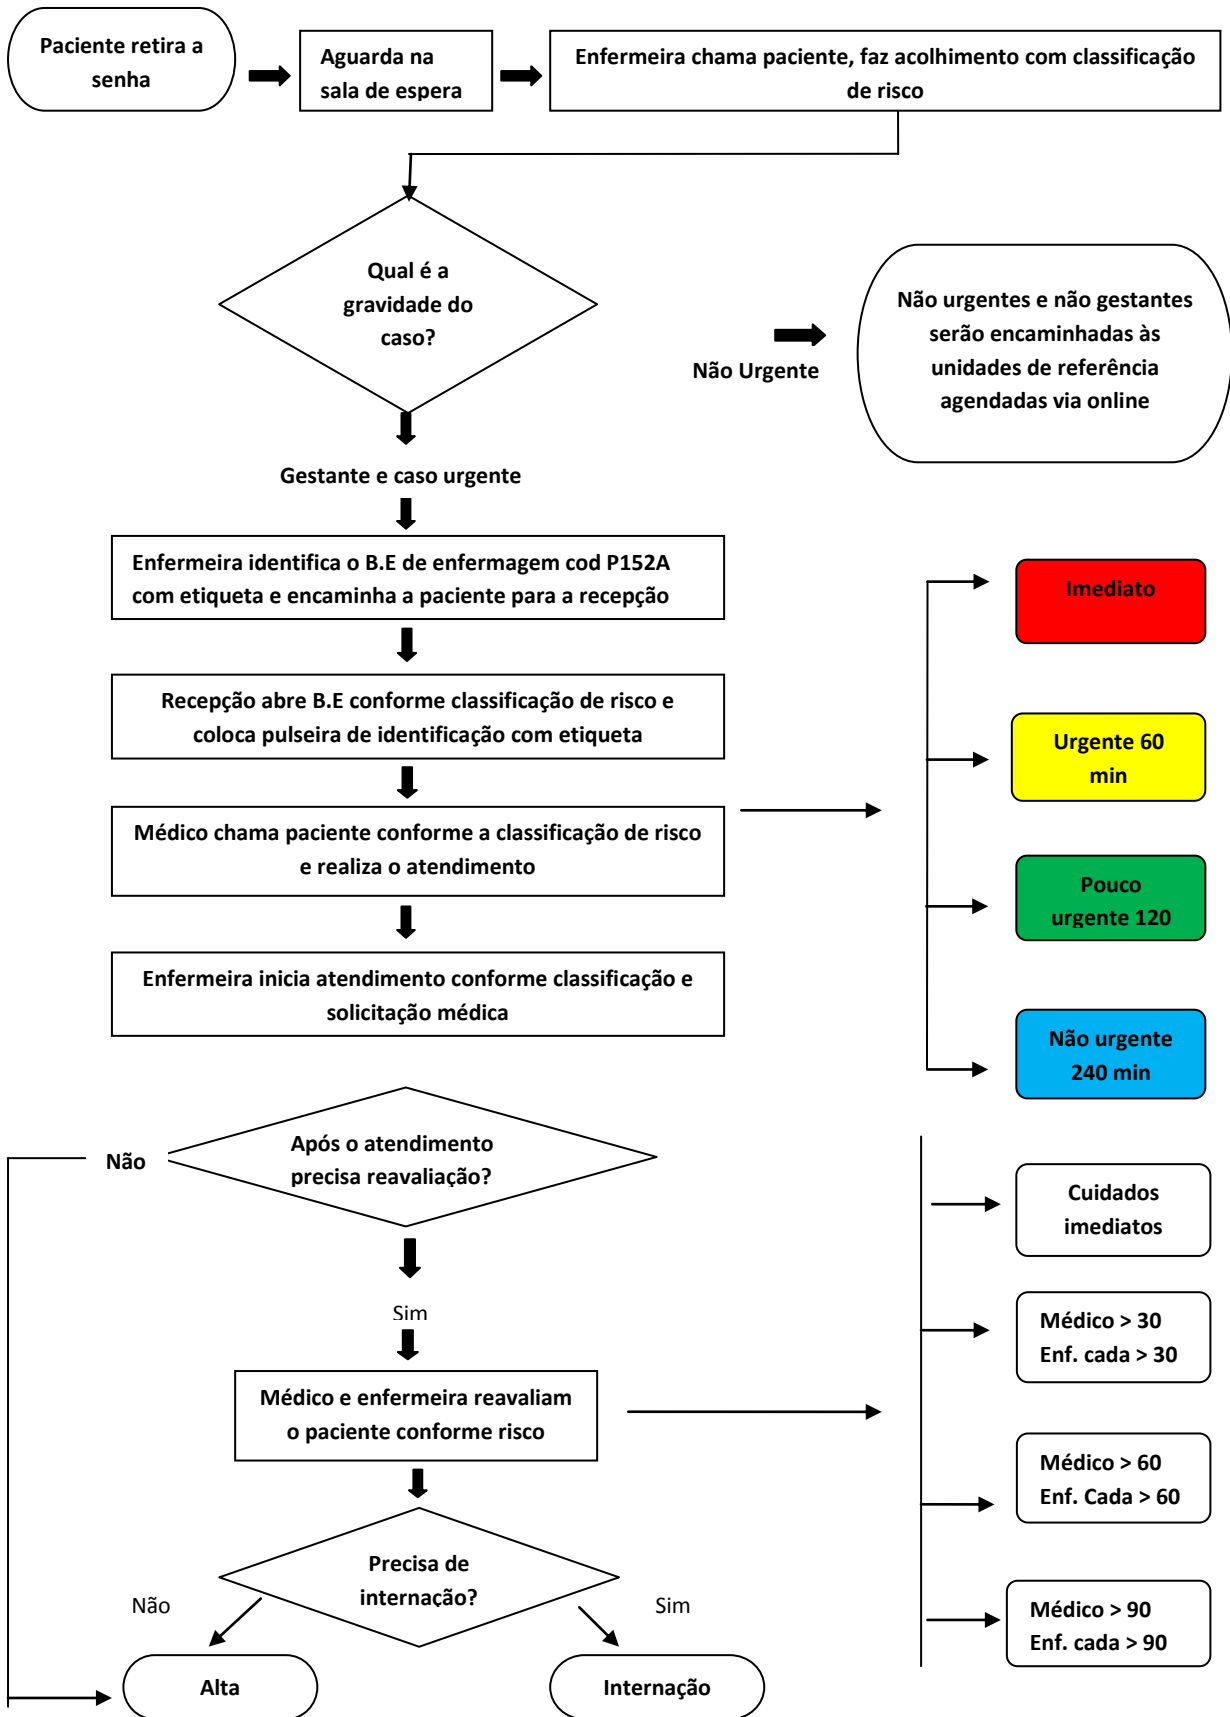 Paciente retira a
senha
Aguarda na
sala de espera
Enfermeira chama paciente, faz acolhimento com classificação
de risco
Qual é a
gravidade do
caso?
Não Urgente
Não urgentes e não gestantes
serão encaminhadas às
unidades de referência
agendadas via online
Gestante e caso urgente
Enfermeira identifica o B.E de enfermagem cod P152A
com etiqueta e encaminha a paciente para a recepção
Recepção abre B.E conforme classificação de risco e
coloca pulseira de identificação com etiqueta
Médico chama paciente conforme a classificação de risco
e realiza o atendimento
Enfermeira inicia atendimento conforme classificação e
solicitação médica
Imediato
Urgente 60
min
Pouco
urgente 120
Não urgente
240 min
Após o atendimento
precisa reavaliação?
Não
Sim
Médico e enfermeira reavaliam
o paciente conforme risco
Cuidados
imediatos
Médico > 30
Enf. cada > 30
Médico > 60
Enf. Cada > 60
Médico > 90
Enf. cada > 90
Precisa de
internação?
Não
Sim
Alta
Internação